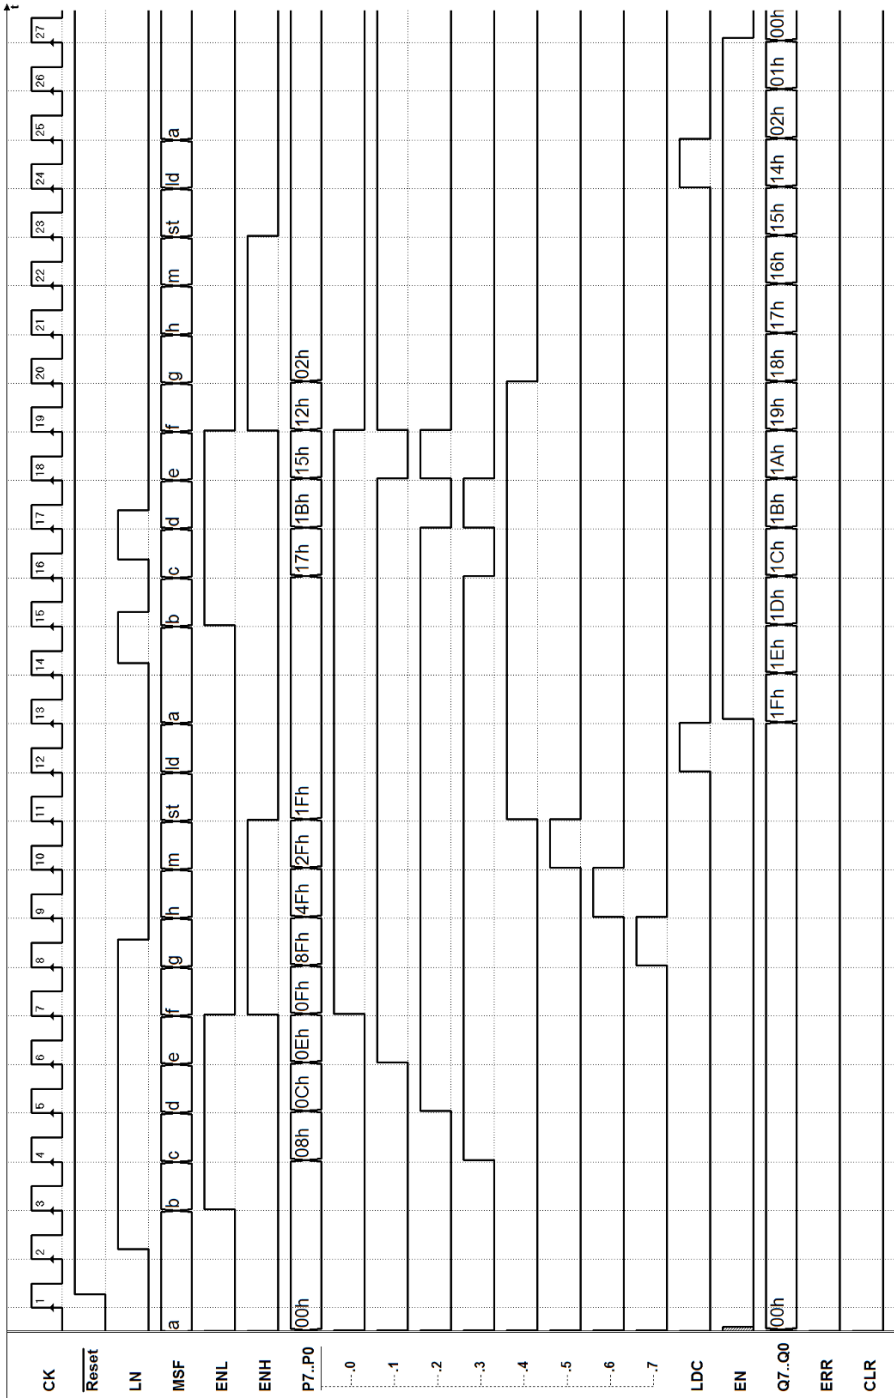 t
CK 1 2 3 4 5 6 7 8 9 10 11 12 13 14 15 16 17 18 19 20 21 22 23 24 25 26 27
Reset
LN
MSF a b c d e f g h m st ld a b c d e f g h m st ld a
ENL
ENH
P7..P0 00h 08h 0Ch 0Eh 0Fh 8Fh 4Fh 2Fh 1Fh 17h 1Bh 15h 12h 02h
.0
.1
.2
.3
.4
.5
.6
.7
LDC
EN
Q7..Q0 00h 1Fh 1Eh 1Dh 1Ch 1Bh 1Ah 19h 18h 17h 16h 15h 14h 02h 01h 00h
ERR
CLR